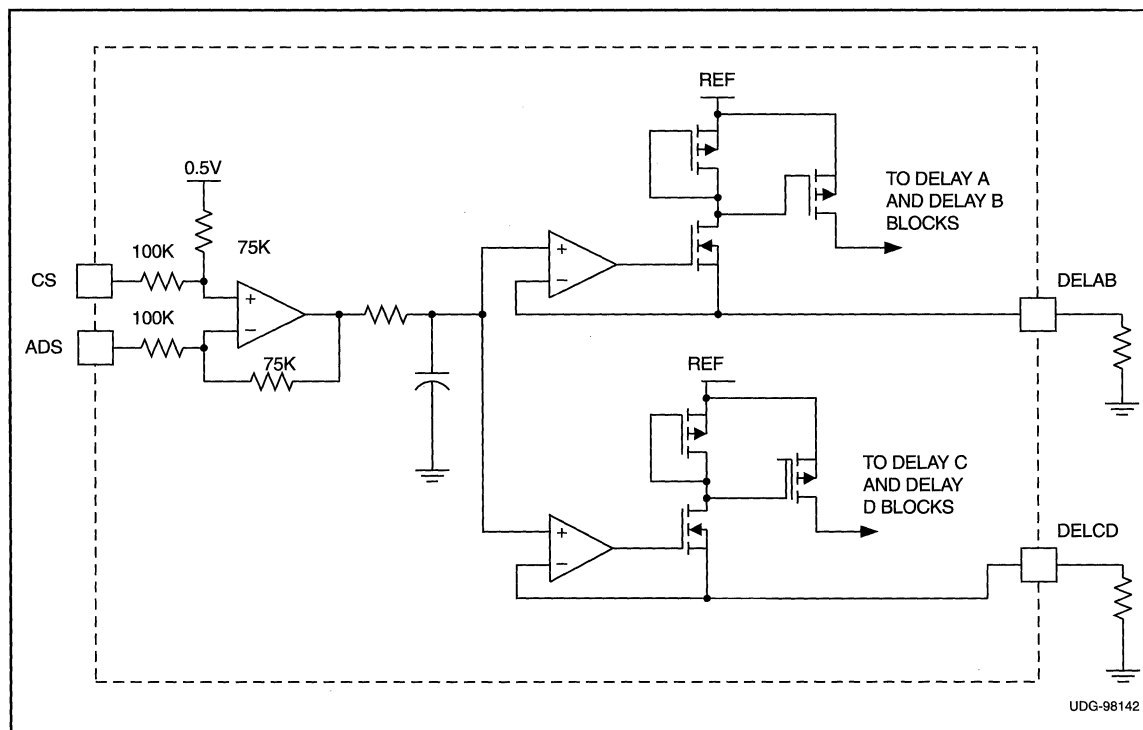 REF
0.5V
TO DELAY A
AND DELAY B
BLOCKS
75K
100K
CS
+
−
+
−
DELAB
100K
ADS
75K
REF
TO DELAY C
AND DELAY
D BLOCKS
+
−
DELCD
UDG-98142